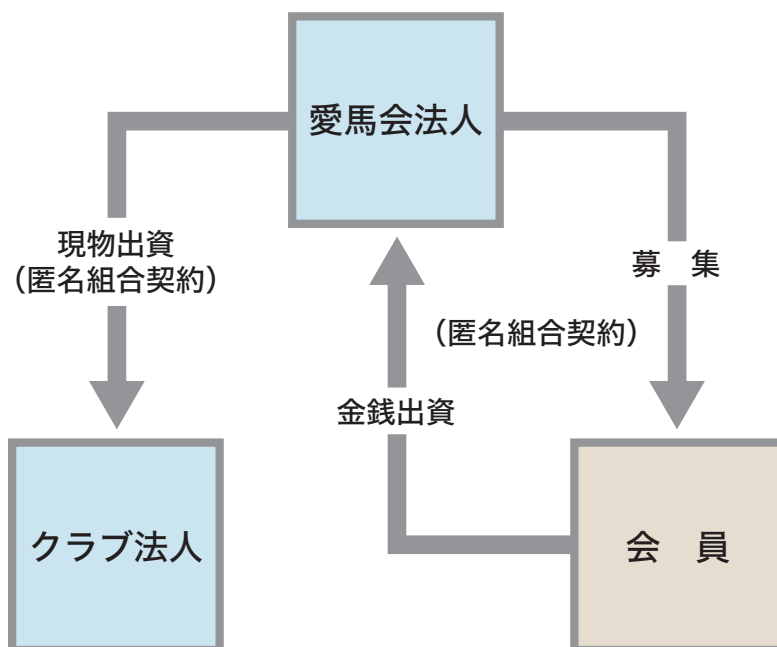 愛馬会法人
現物出資
（匿名組合契約）
募　集
（匿名組合契約）
金銭出資
クラブ法人
会　員